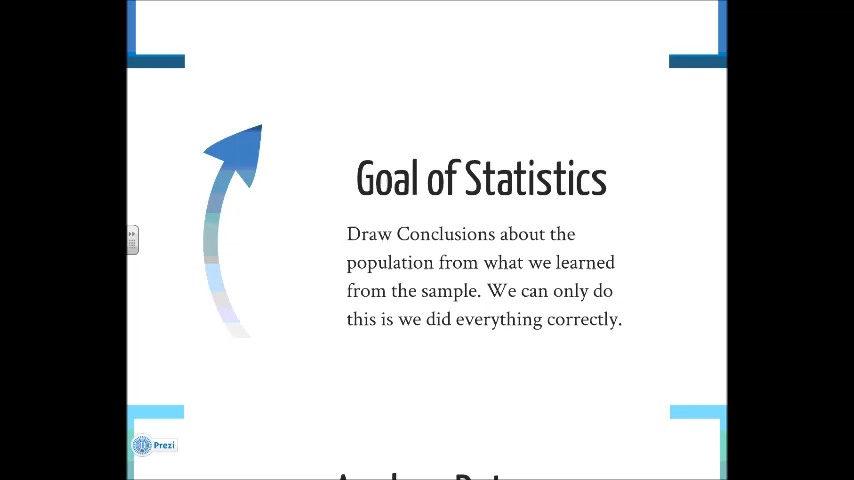 Goal of Statistics
Draw Conclusions about the
population from what we learned
from the sample. We can only do
this is we did everything correctly.
Prezi